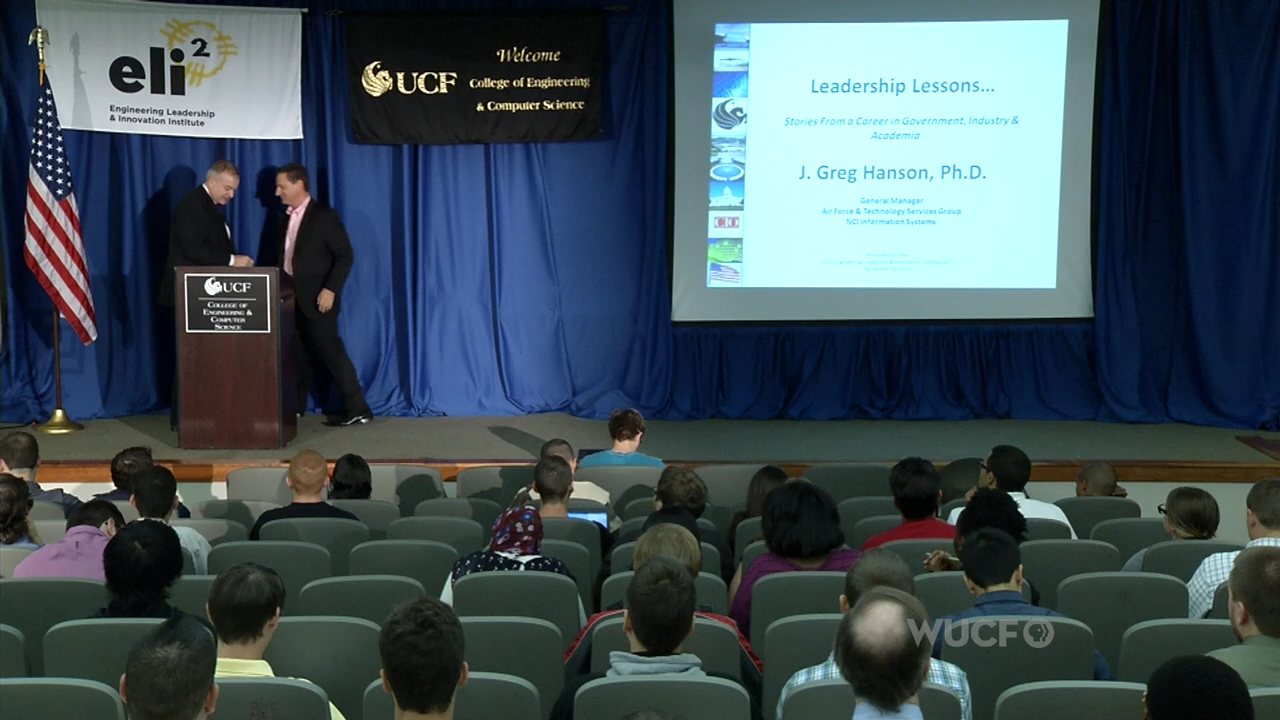 eli2
Engineering Leadership
& Innovation Institute
Welcome
UCF
College of Engineering
& Computer Science
Leadership Lessons...
Stories From a Career in Government, Industry &
Academia
J. Greg Hanson, Ph.D.
General Manager
Air Force & Technology Services Group
NCI Information Systems
CIO
UCF
College of
Engineering &
Computer
Science
WUCF